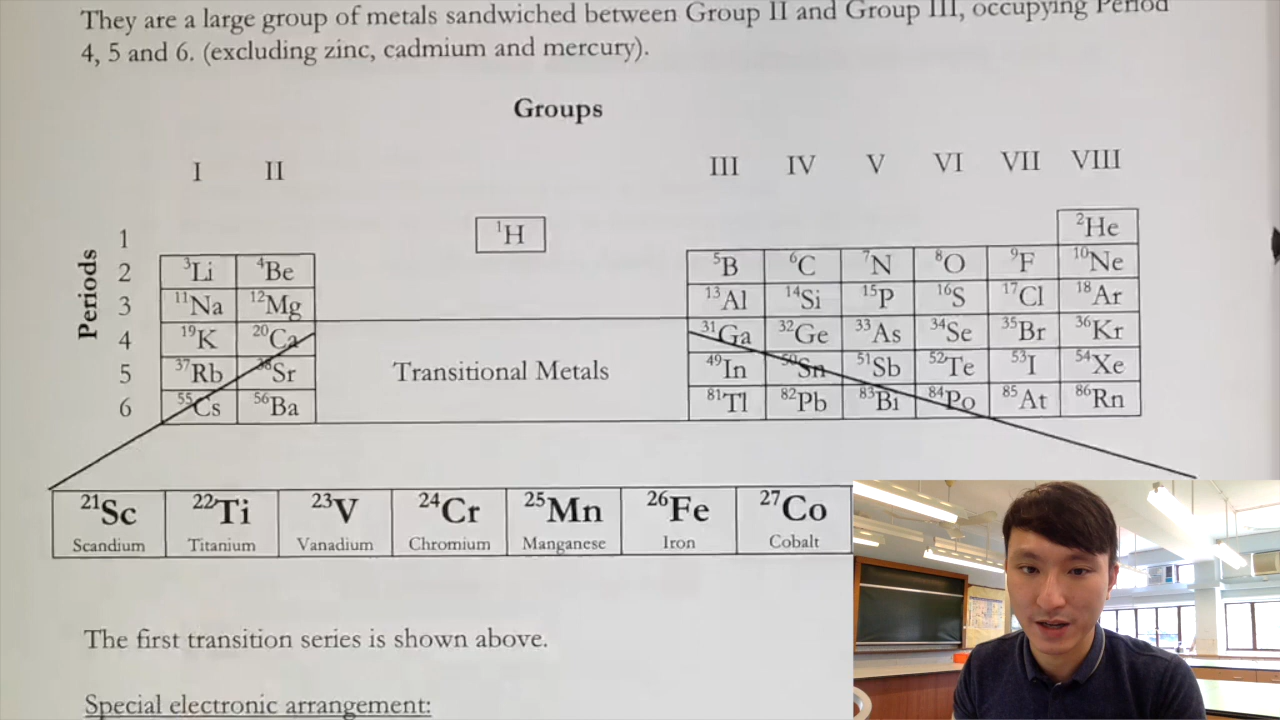 They are a large group of metals sandwiched between Group II and Group III, occupying Period
4, 5 and 6. (excluding zinc, cadmium and mercury).
Groups
I II III IV V VI VII VIII
Periods
1 ¹H ²He
2 ³Li ⁴Be ⁵B ⁶C ⁷N ⁸O ⁹F ¹⁰Ne
3 ¹¹Na ¹²Mg ¹³Al ¹⁴Si ¹⁵P ¹⁶S ¹⁷Cl ¹⁸Ar
4 ¹⁹K ²⁰Ca ³¹Ga ³²Ge ³³As ³⁴Se ³⁵Br ³⁶Kr
5 ³⁷Rb ³⁸Sr Transitional Metals ⁴⁹In ⁵⁰Sn ⁵¹Sb ⁵²Te ⁵³I ⁵⁴Xe
6 ⁵⁵Cs ⁵⁶Ba ⁸¹Tl ⁸²Pb ⁸³Bi ⁸⁴Po ⁸⁵At ⁸⁶Rn
²¹Sc ²²Ti ²³V ²⁴Cr ²⁵Mn ²⁶Fe ²⁷Co
Scandium Titanium Vanadium Chromium Manganese Iron Cobalt
The first transition series is shown above.
Special electronic arrangement: